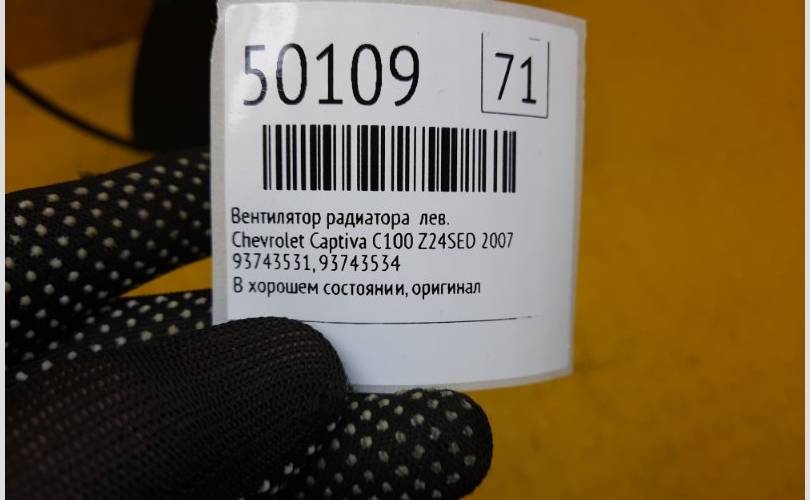 50109 71
Вентилятор радиатора лев.
Chevrolet Captiva C100 Z24SED 2007
93743531, 93743534
В хорошем состоянии, оригинал